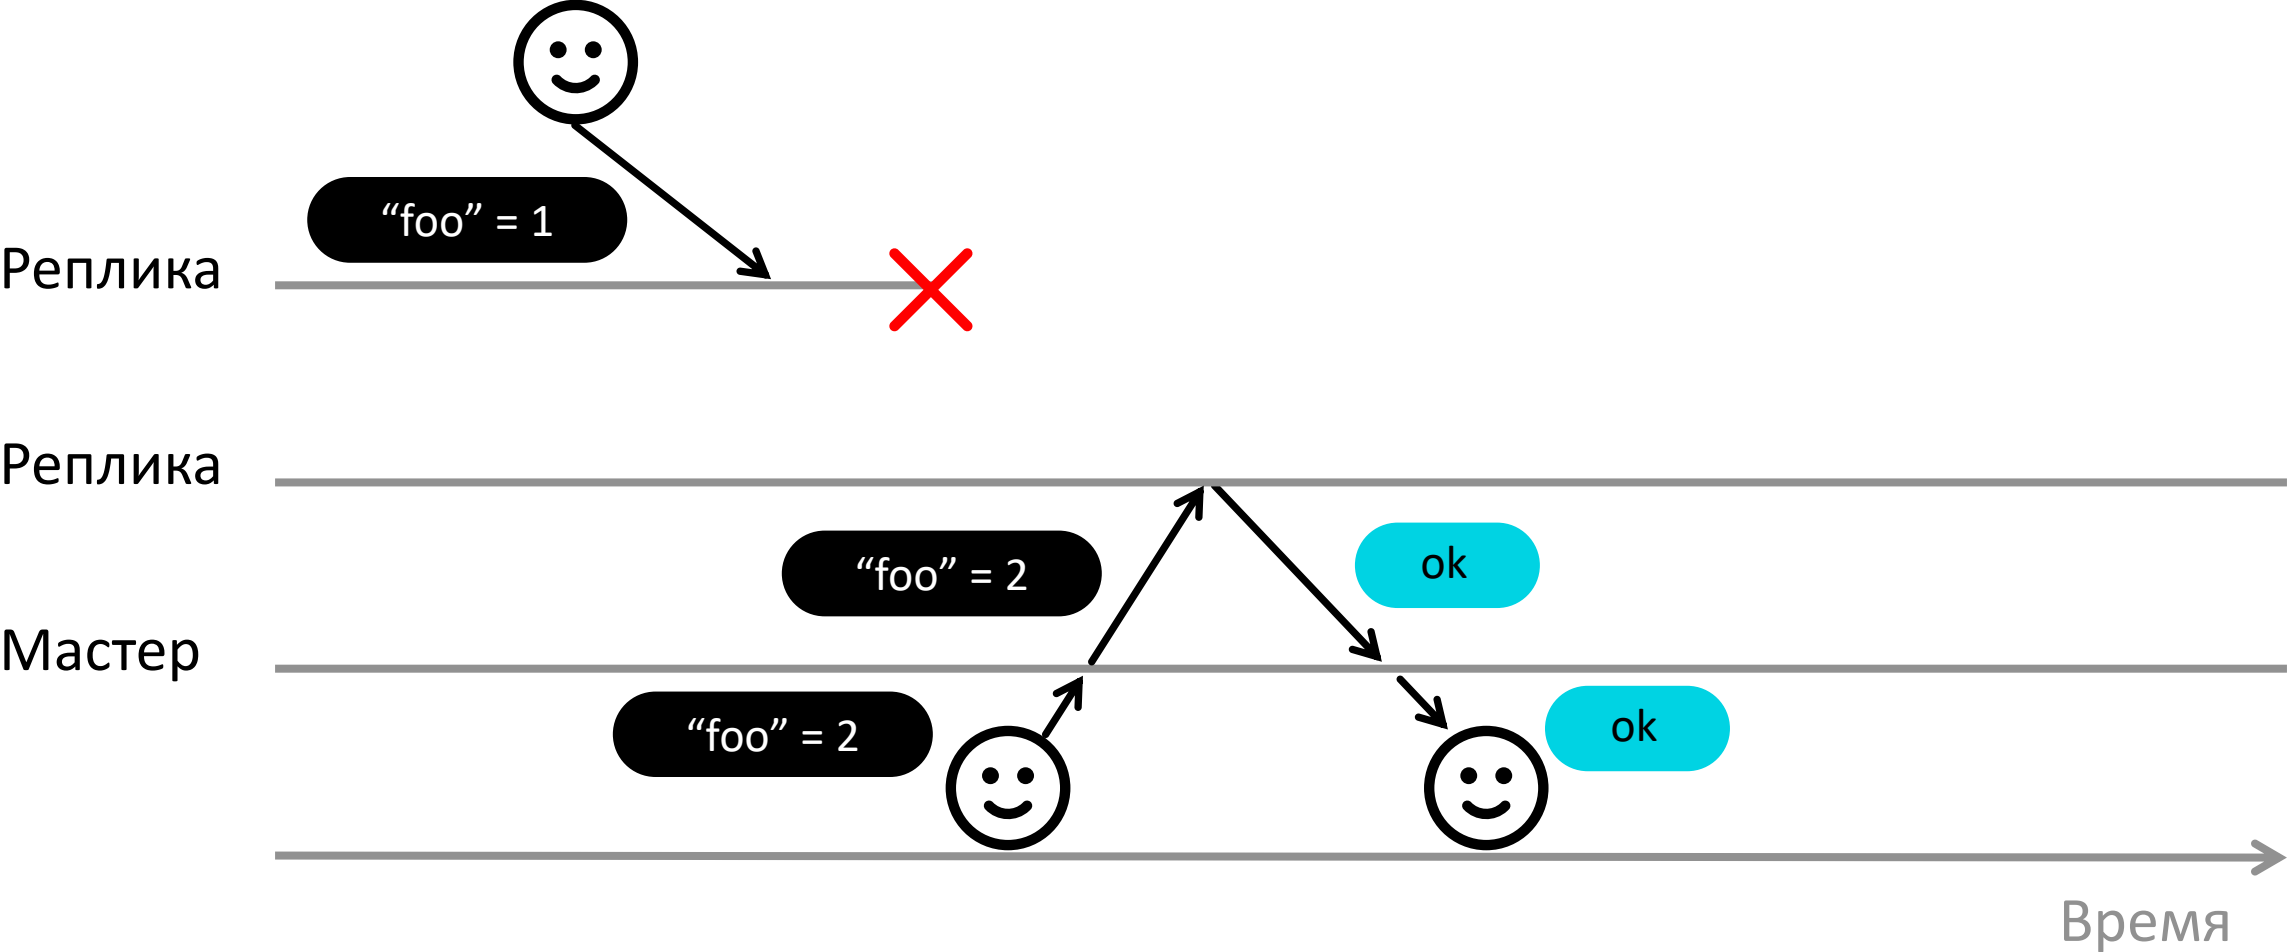 “foo” = 1
Реплика
Реплика
“foo” = 2
ok
Мастер
“foo” = 2
ok
Время